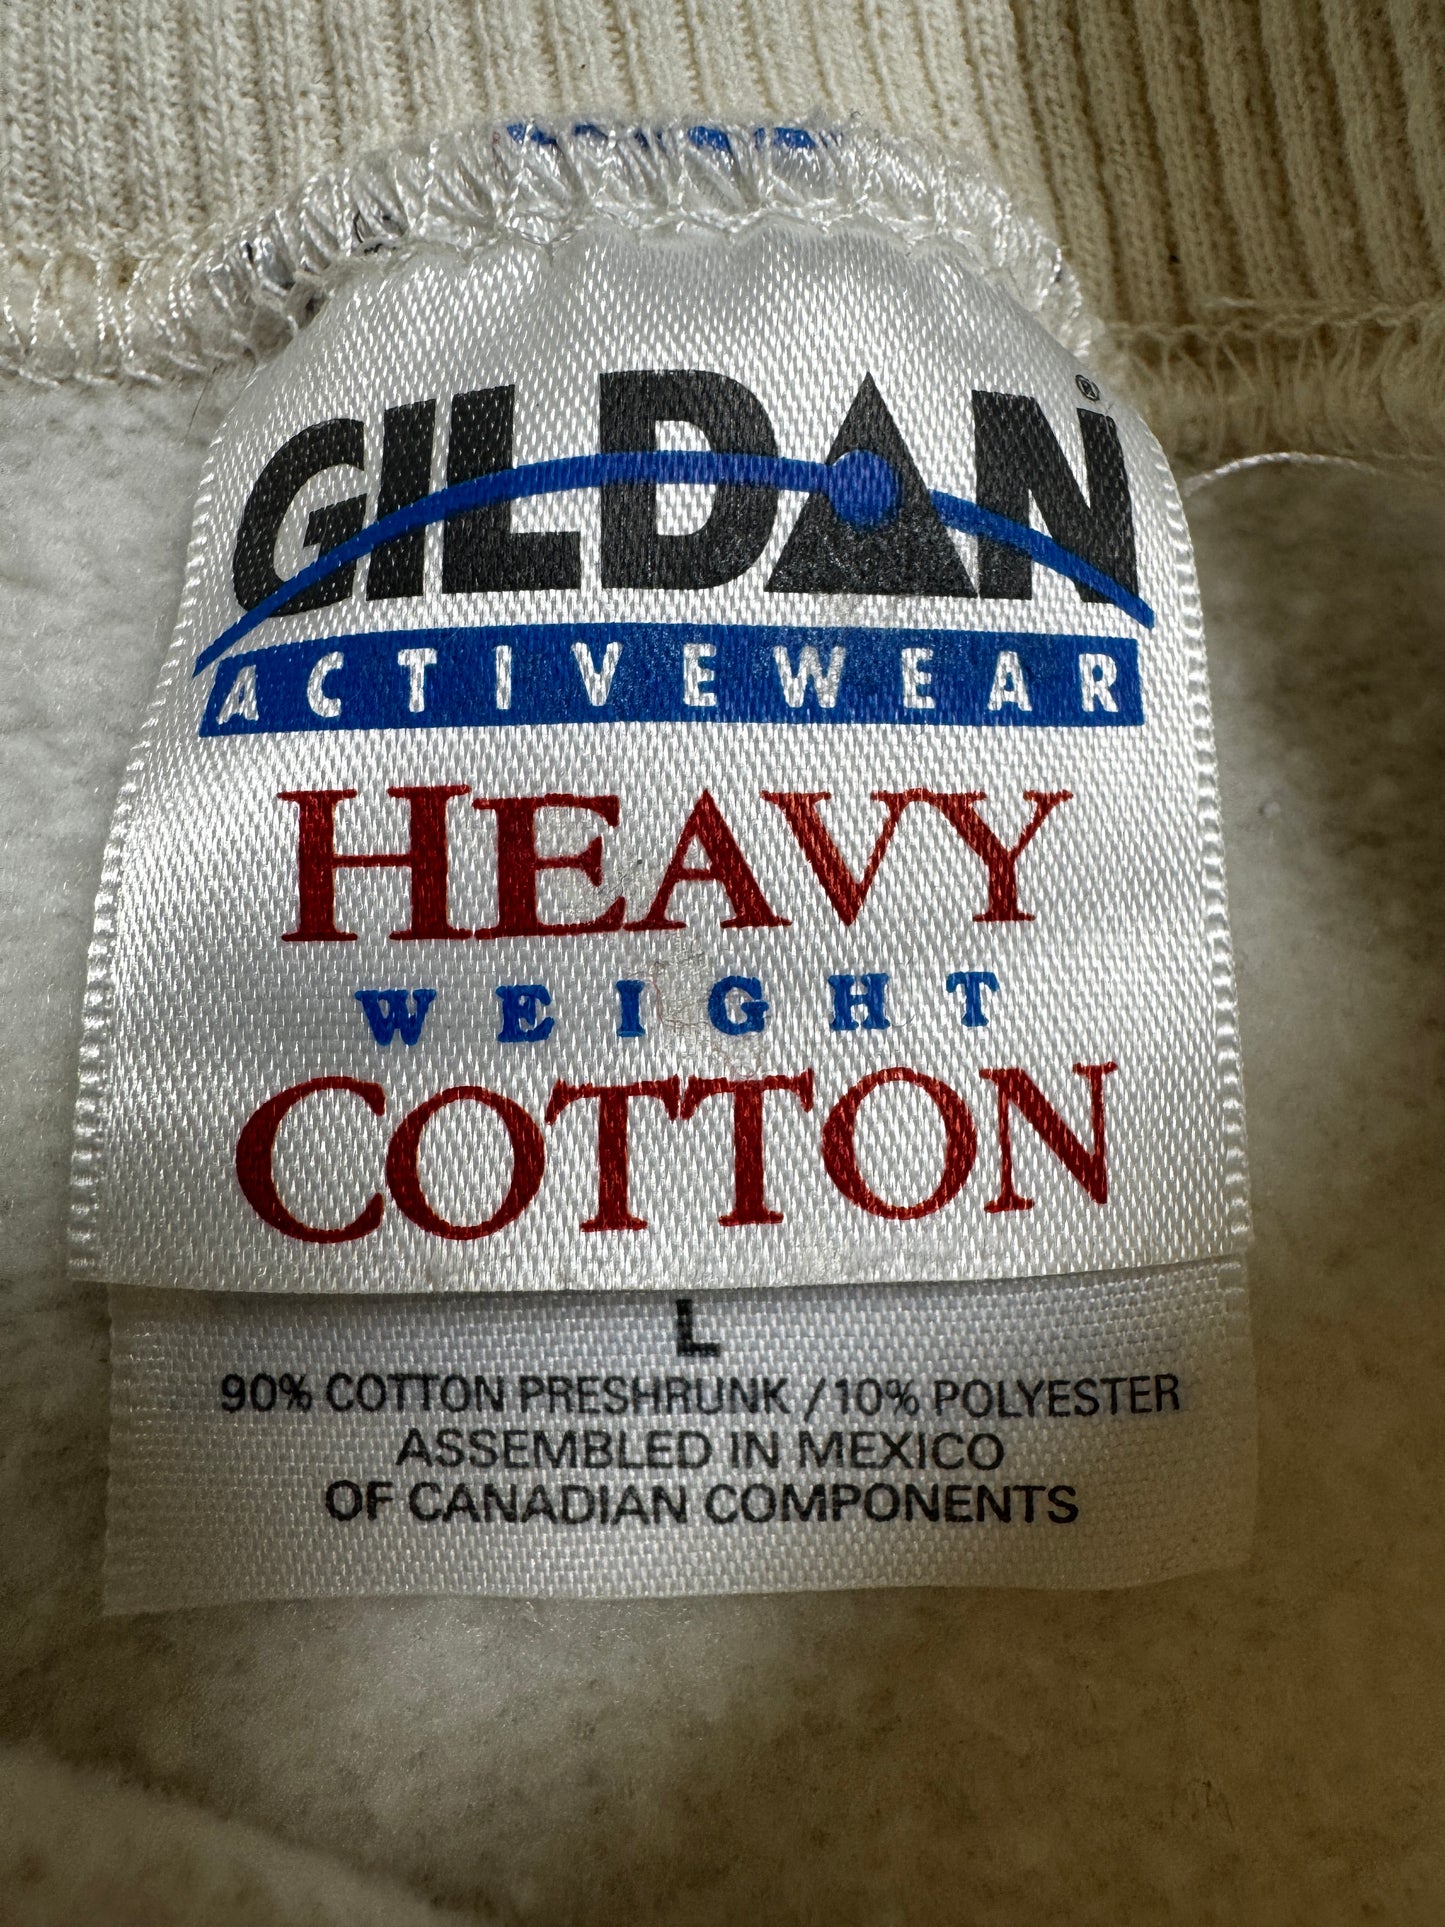 GILDAN®
ACTIVEWEAR
HEAVY
WEIGHT
COTTON
L
90% COTTON PRESHRUNK / 10% POLYESTER
ASSEMBLED IN MEXICO
OF CANADIAN COMPONENTS